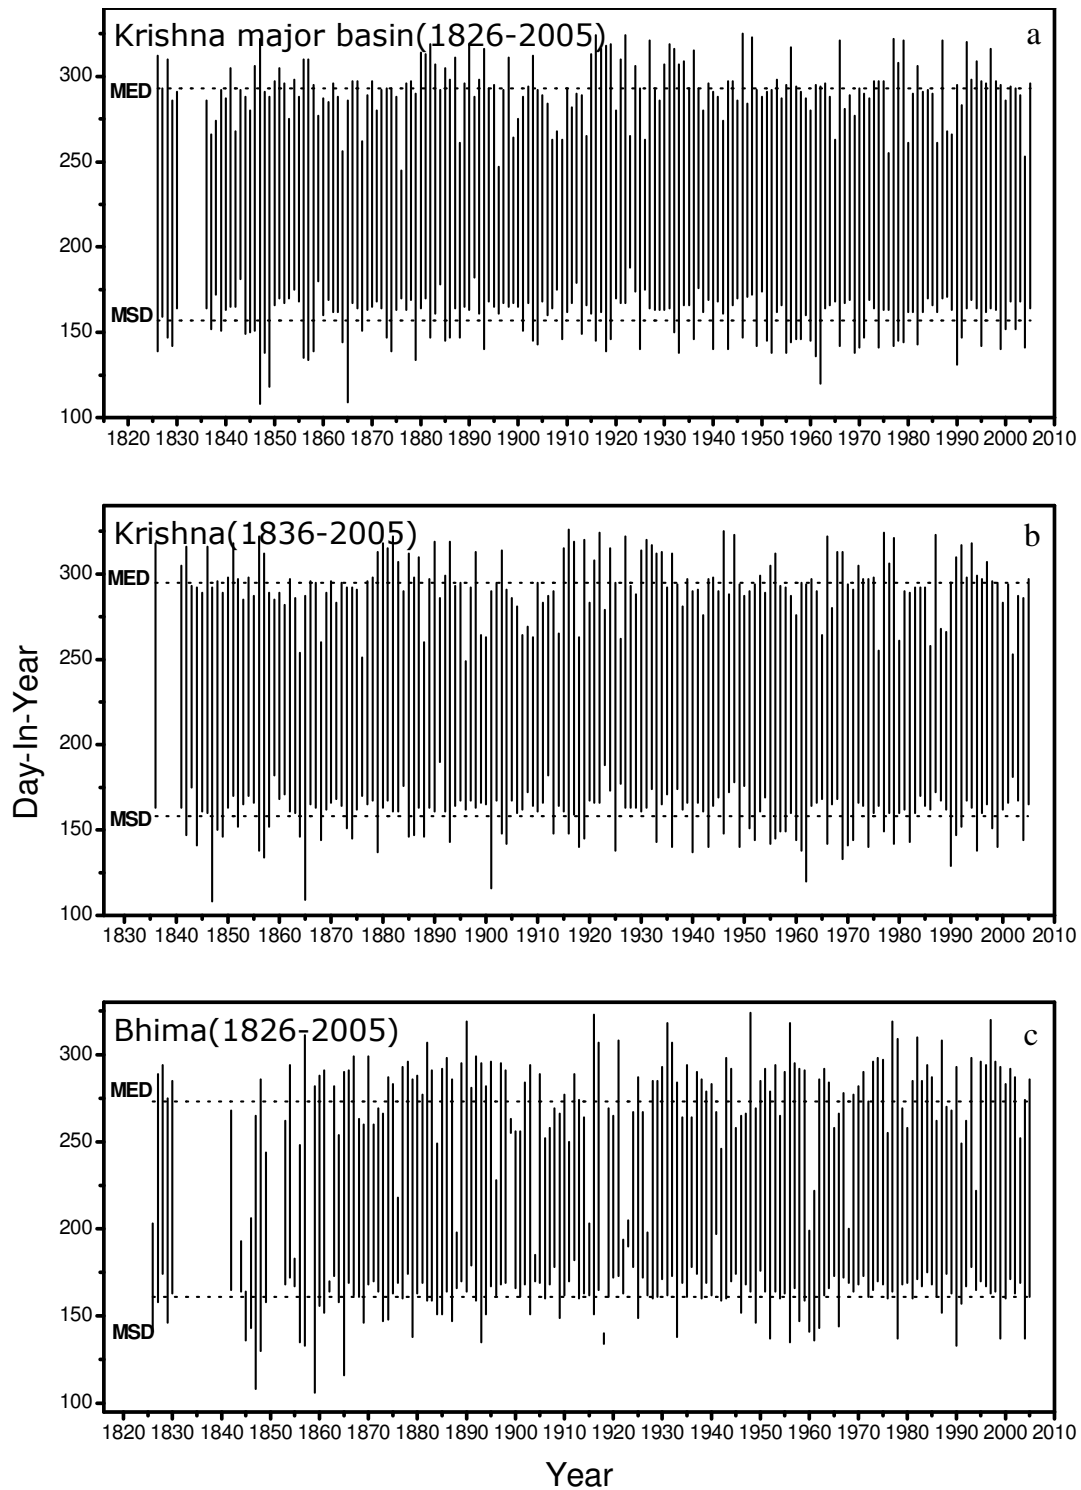 Krishna major basin(1826-2005)
a
300
MED
250
200
MSD
150
100
1820 1830 1840 1850 1860 1870 1880 1890 1900 1910 1920 1930 1940 1950 1960 1970 1980 1990 2000 2010
Krishna(1836-2005)
b
300
MED
250
200
MSD
150
100
1830 1840 1850 1860 1870 1880 1890 1900 1910 1920 1930 1940 1950 1960 1970 1980 1990 2000 2010
Day-In-Year
Bhima(1826-2005)
c
300
MED
250
200
150
MSD
100
1820 1830 1840 1850 1860 1870 1880 1890 1900 1910 1920 1930 1940 1950 1960 1970 1980 1990 2000 2010
Year